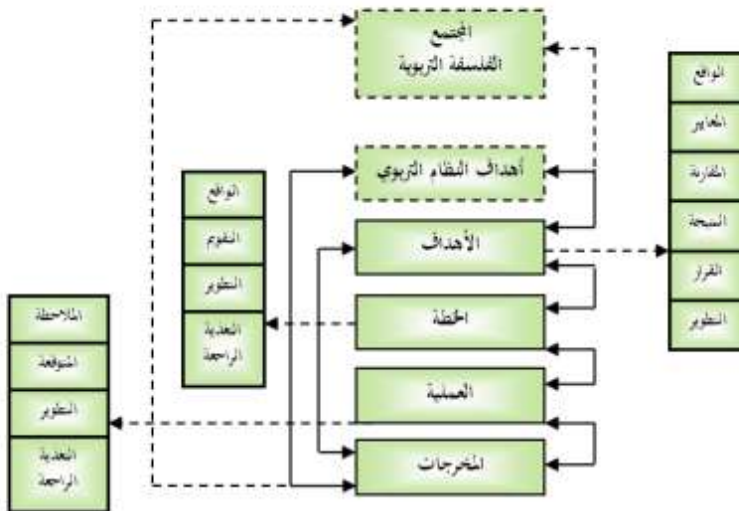 المجتمع
الفلسفة التربوية
أهداف النظام التربوي
الأهداف
الخطة
العملية
المخرجات
الواقع
المعايير
المقارنة
النتيجة
القرار
التطوير
الواقع
التقويم
التطوير
التغذية
الراجعة
الملاحظة
المتوقعة
التطوير
التغذية
الراجعة